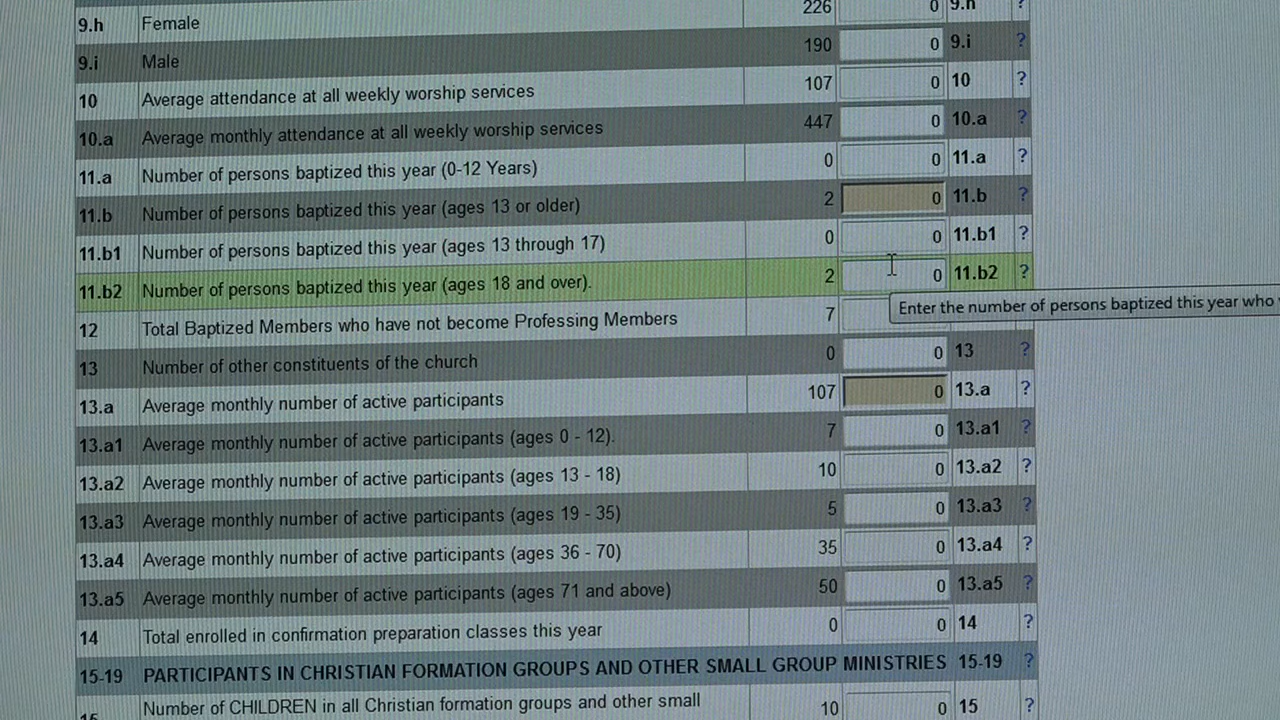 9.h Female 226 0 9.h ?
9.i Male 190 0 9.i ?
10 Average attendance at all weekly worship services 107 0 10 ?
10.a Average monthly attendance at all weekly worship services 447 0 10.a ?
11.a Number of persons baptized this year (0-12 Years) 0 0 11.a ?
11.b Number of persons baptized this year (ages 13 or older) 2 0 11.b ?
11.b1 Number of persons baptized this year (ages 13 through 17) 0 0 11.b1 ?
11.b2 Number of persons baptized this year (ages 18 and over). 2 0 11.b2 ?
Enter the number of persons baptized this year who
12 Total Baptized Members who have not become Professing Members 7
13 Number of other constituents of the church 0 0 13 ?
13.a Average monthly number of active participants 107 0 13.a ?
13.a1 Average monthly number of active participants (ages 0 - 12). 7 0 13.a1 ?
13.a2 Average monthly number of active participants (ages 13 - 18) 10 0 13.a2 ?
13.a3 Average monthly number of active participants (ages 19 - 35) 5 0 13.a3 ?
13.a4 Average monthly number of active participants (ages 36 - 70) 35 0 13.a4 ?
13.a5 Average monthly number of active participants (ages 71 and above) 50 0 13.a5 ?
14 Total enrolled in confirmation preparation classes this year 0 0 14 ?
15-19 PARTICIPANTS IN CHRISTIAN FORMATION GROUPS AND OTHER SMALL GROUP MINISTRIES 15-19 ?
15 Number of CHILDREN in all Christian formation groups and other small 10 0 15 ?